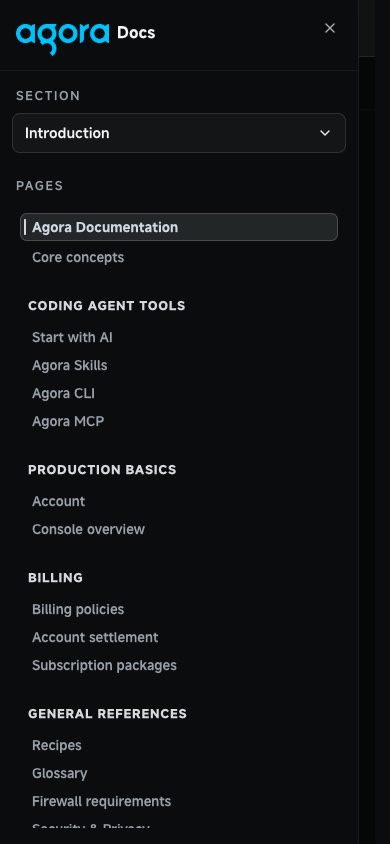 agora Docs
SECTION
Introduction
PAGES
Agora Documentation
Core concepts
CODING AGENT TOOLS
Start with AI
Agora Skills
Agora CLI
Agora MCP
PRODUCTION BASICS
Account
Console overview
BILLING
Billing policies
Account settlement
Subscription packages
GENERAL REFERENCES
Recipes
Glossary
Firewall requirements
Security & Privacy